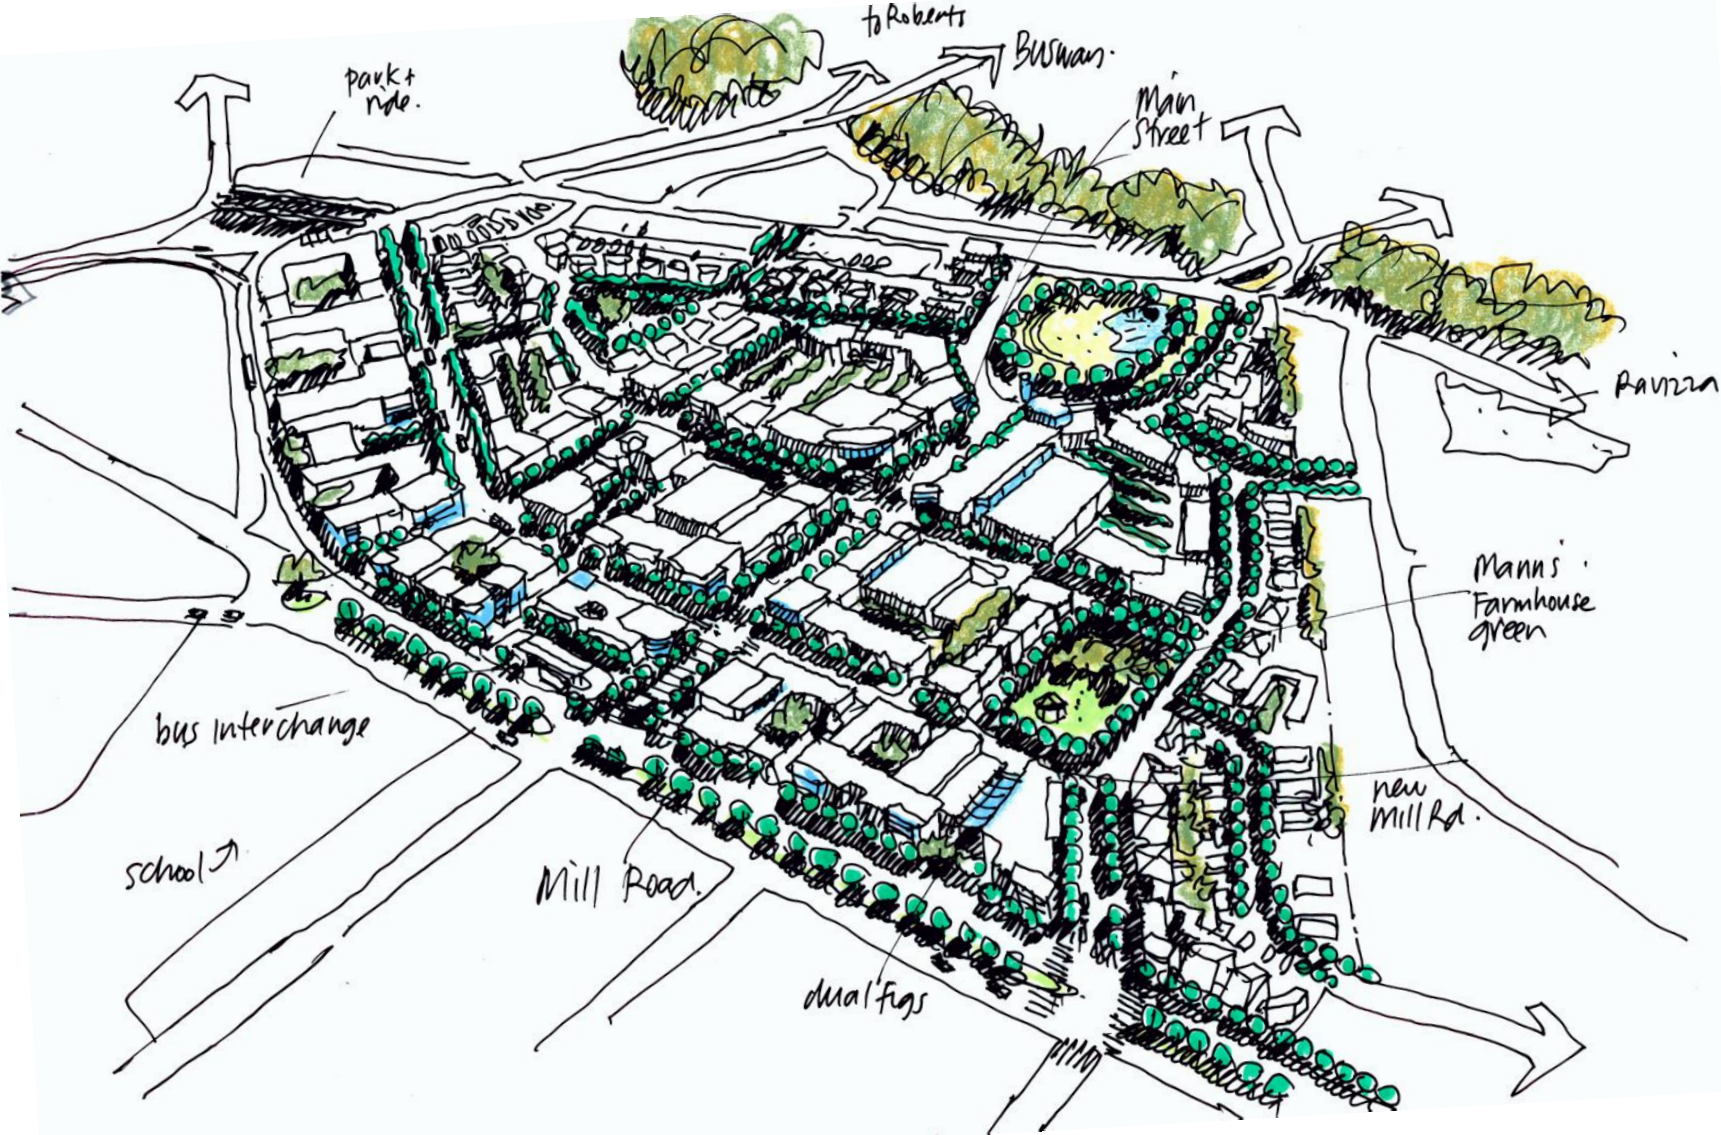 to Roberts
Busway.
park +
ride.
Main
Street
Ravizza
Manns'
Farmhouse
green
bus interchange
new
Mill Rd.
school
Mill Road.
dual figs